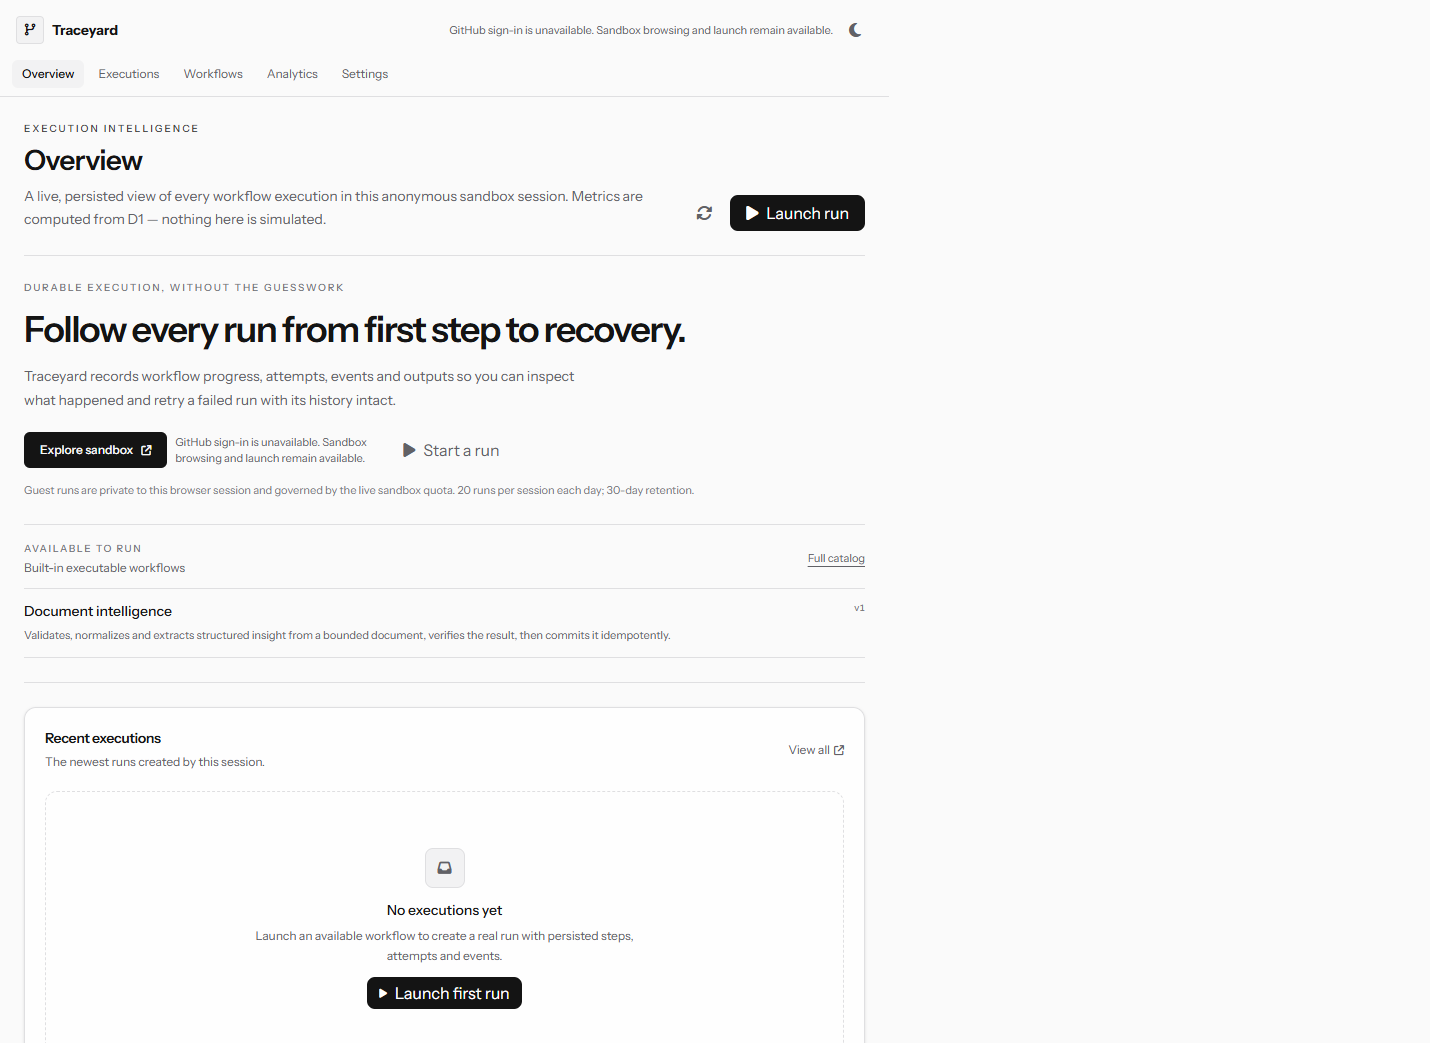 Traceyard
GitHub sign-in is unavailable. Sandbox browsing and launch remain available.
Overview
Executions
Workflows
Analytics
Settings
EXECUTION INTELLIGENCE
Overview
A live, persisted view of every workflow execution in this anonymous sandbox session. Metrics are
computed from D1 — nothing here is simulated.
Launch run
DURABLE EXECUTION, WITHOUT THE GUESSWORK
Follow every run from first step to recovery.
Traceyard records workflow progress, attempts, events and outputs so you can inspect
what happened and retry a failed run with its history intact.
Explore sandbox
GitHub sign-in is unavailable. Sandbox
browsing and launch remain available.
Start a run
Guest runs are private to this browser session and governed by the live sandbox quota. 20 runs per session each day; 30-day retention.
AVAILABLE TO RUN
Built-in executable workflows
Full catalog
Document intelligence
v1
Validates, normalizes and extracts structured insight from a bounded document, verifies the result, then commits it idempotently.
Recent executions
The newest runs created by this session.
View all
No executions yet
Launch an available workflow to create a real run with persisted steps,
attempts and events.
Launch first run